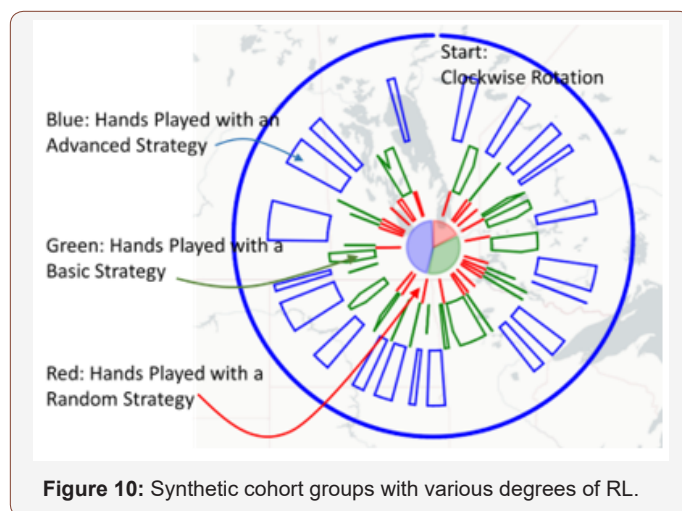 Start:
Clockwise Rotation
Blue: Hands Played with an
Advanced Strategy
Green: Hands Played with a
Basic Strategy
Red: Hands Played with a
Random Strategy
Figure 10: Synthetic cohort groups with various degrees of RL.